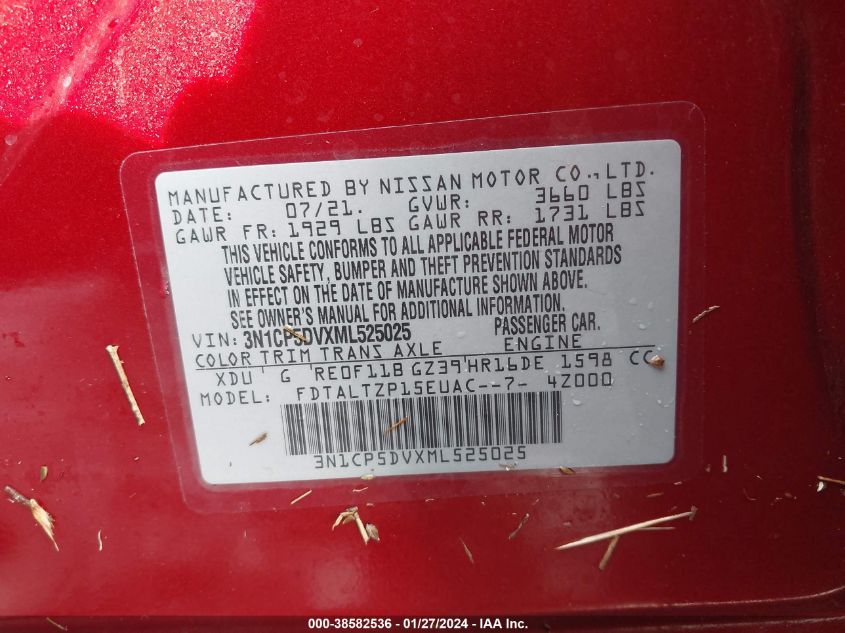 MANUFACTURED BY NISSAN MOTOR CO.,LTD.
DATE: 07/21. GVWR: 3660 LBS
GAWR FR: 1929 LBS GAWR RR: 1731 LBS
THIS VEHICLE CONFORMS TO ALL APPLICABLE FEDERAL MOTOR
VEHICLE SAFETY, BUMPER AND THEFT PREVENTION STANDARDS
IN EFFECT ON THE DATE OF MANUFACTURE SHOWN ABOVE.
SEE OWNER'S MANUAL FOR ADDITIONAL INFORMATION.
VIN: 3N1CP5DVXML525025 PASSENGER CAR.
COLOR TRIM TRANS AXLE ENGINE
XDU G RE0F11B GZ39 HR16DE 1598 CC
MODEL: FDTALTZP15EUAC--7- 4Z000
3N1CP5DVXML525025
000-38582536 - 01/27/2024 - IAA Inc.